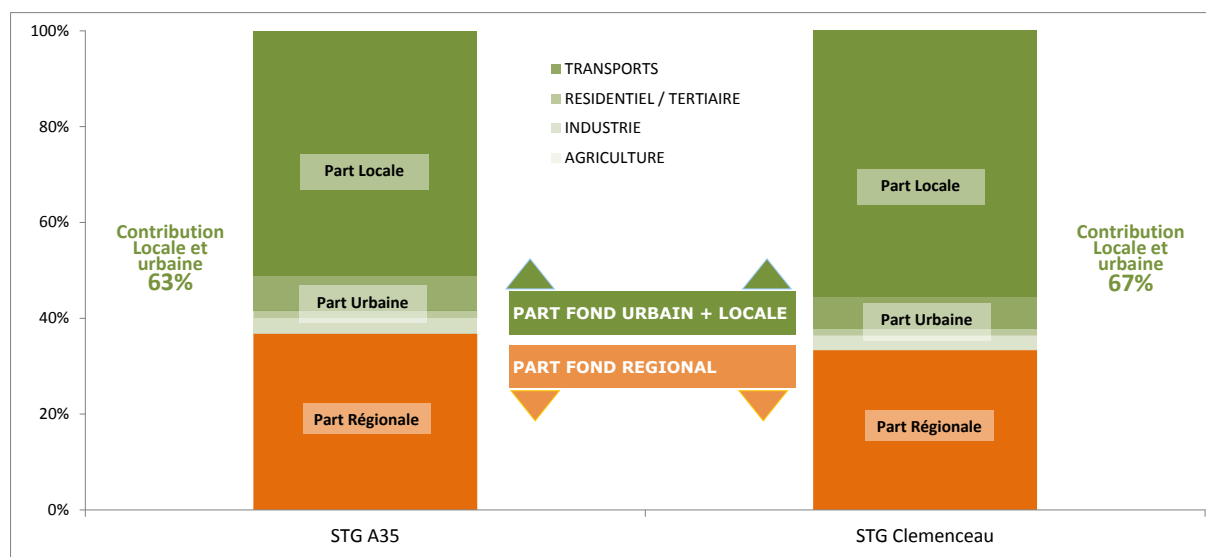 100%
80%
60%
40%
20%
0%
TRANSPORTS
RESIDENTIEL / TERTIAIRE
INDUSTRIE
AGRICULTURE
Part Locale
Part Urbaine
Part Régionale
Contribution
Locale et
urbaine
63%
PART FOND URBAIN + LOCALE
PART FOND REGIONAL
Part Locale
Part Urbaine
Part Régionale
Contribution
Locale et
urbaine
67%
STG A35
STG Clemenceau